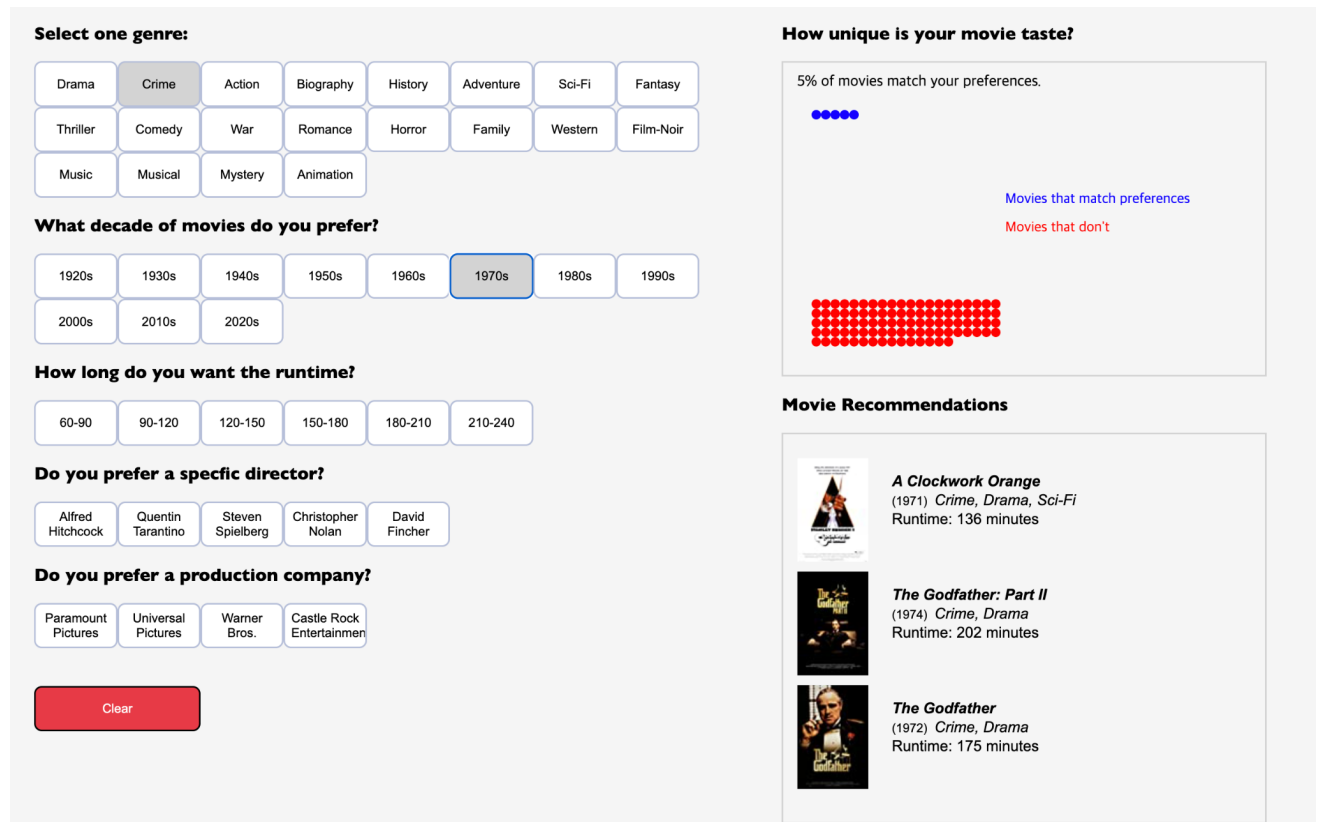 Select one genre:
Drama
Crime
Action
Biography
History
Adventure
Sci-Fi
Fantasy
Thriller
Comedy
War
Romance
Horror
Family
Western
Film-Noir
Music
Musical
Mystery
Animation
What decade of movies do you prefer?
1920s
1930s
1940s
1950s
1960s
1970s
1980s
1990s
2000s
2010s
2020s
How long do you want the runtime?
60-90
90-120
120-150
150-180
180-210
210-240
Do you prefer a specfic director?
Alfred
Hitchcock
Quentin
Tarantino
Steven
Spielberg
Christopher
Nolan
David
Fincher
Do you prefer a production company?
Paramount
Pictures
Universal
Pictures
Warner
Bros.
Castle Rock
Entertainmen
Clear
How unique is your movie taste?
5% of movies match your preferences.
Movies that match preferences
Movies that don't
Movie Recommendations
A Clockwork Orange
(1971) Crime, Drama, Sci-Fi
Runtime: 136 minutes
The
Godfather
PART II
The Godfather: Part II
(1974) Crime, Drama
Runtime: 202 minutes
The
Godfather
The Godfather
(1972) Crime, Drama
Runtime: 175 minutes